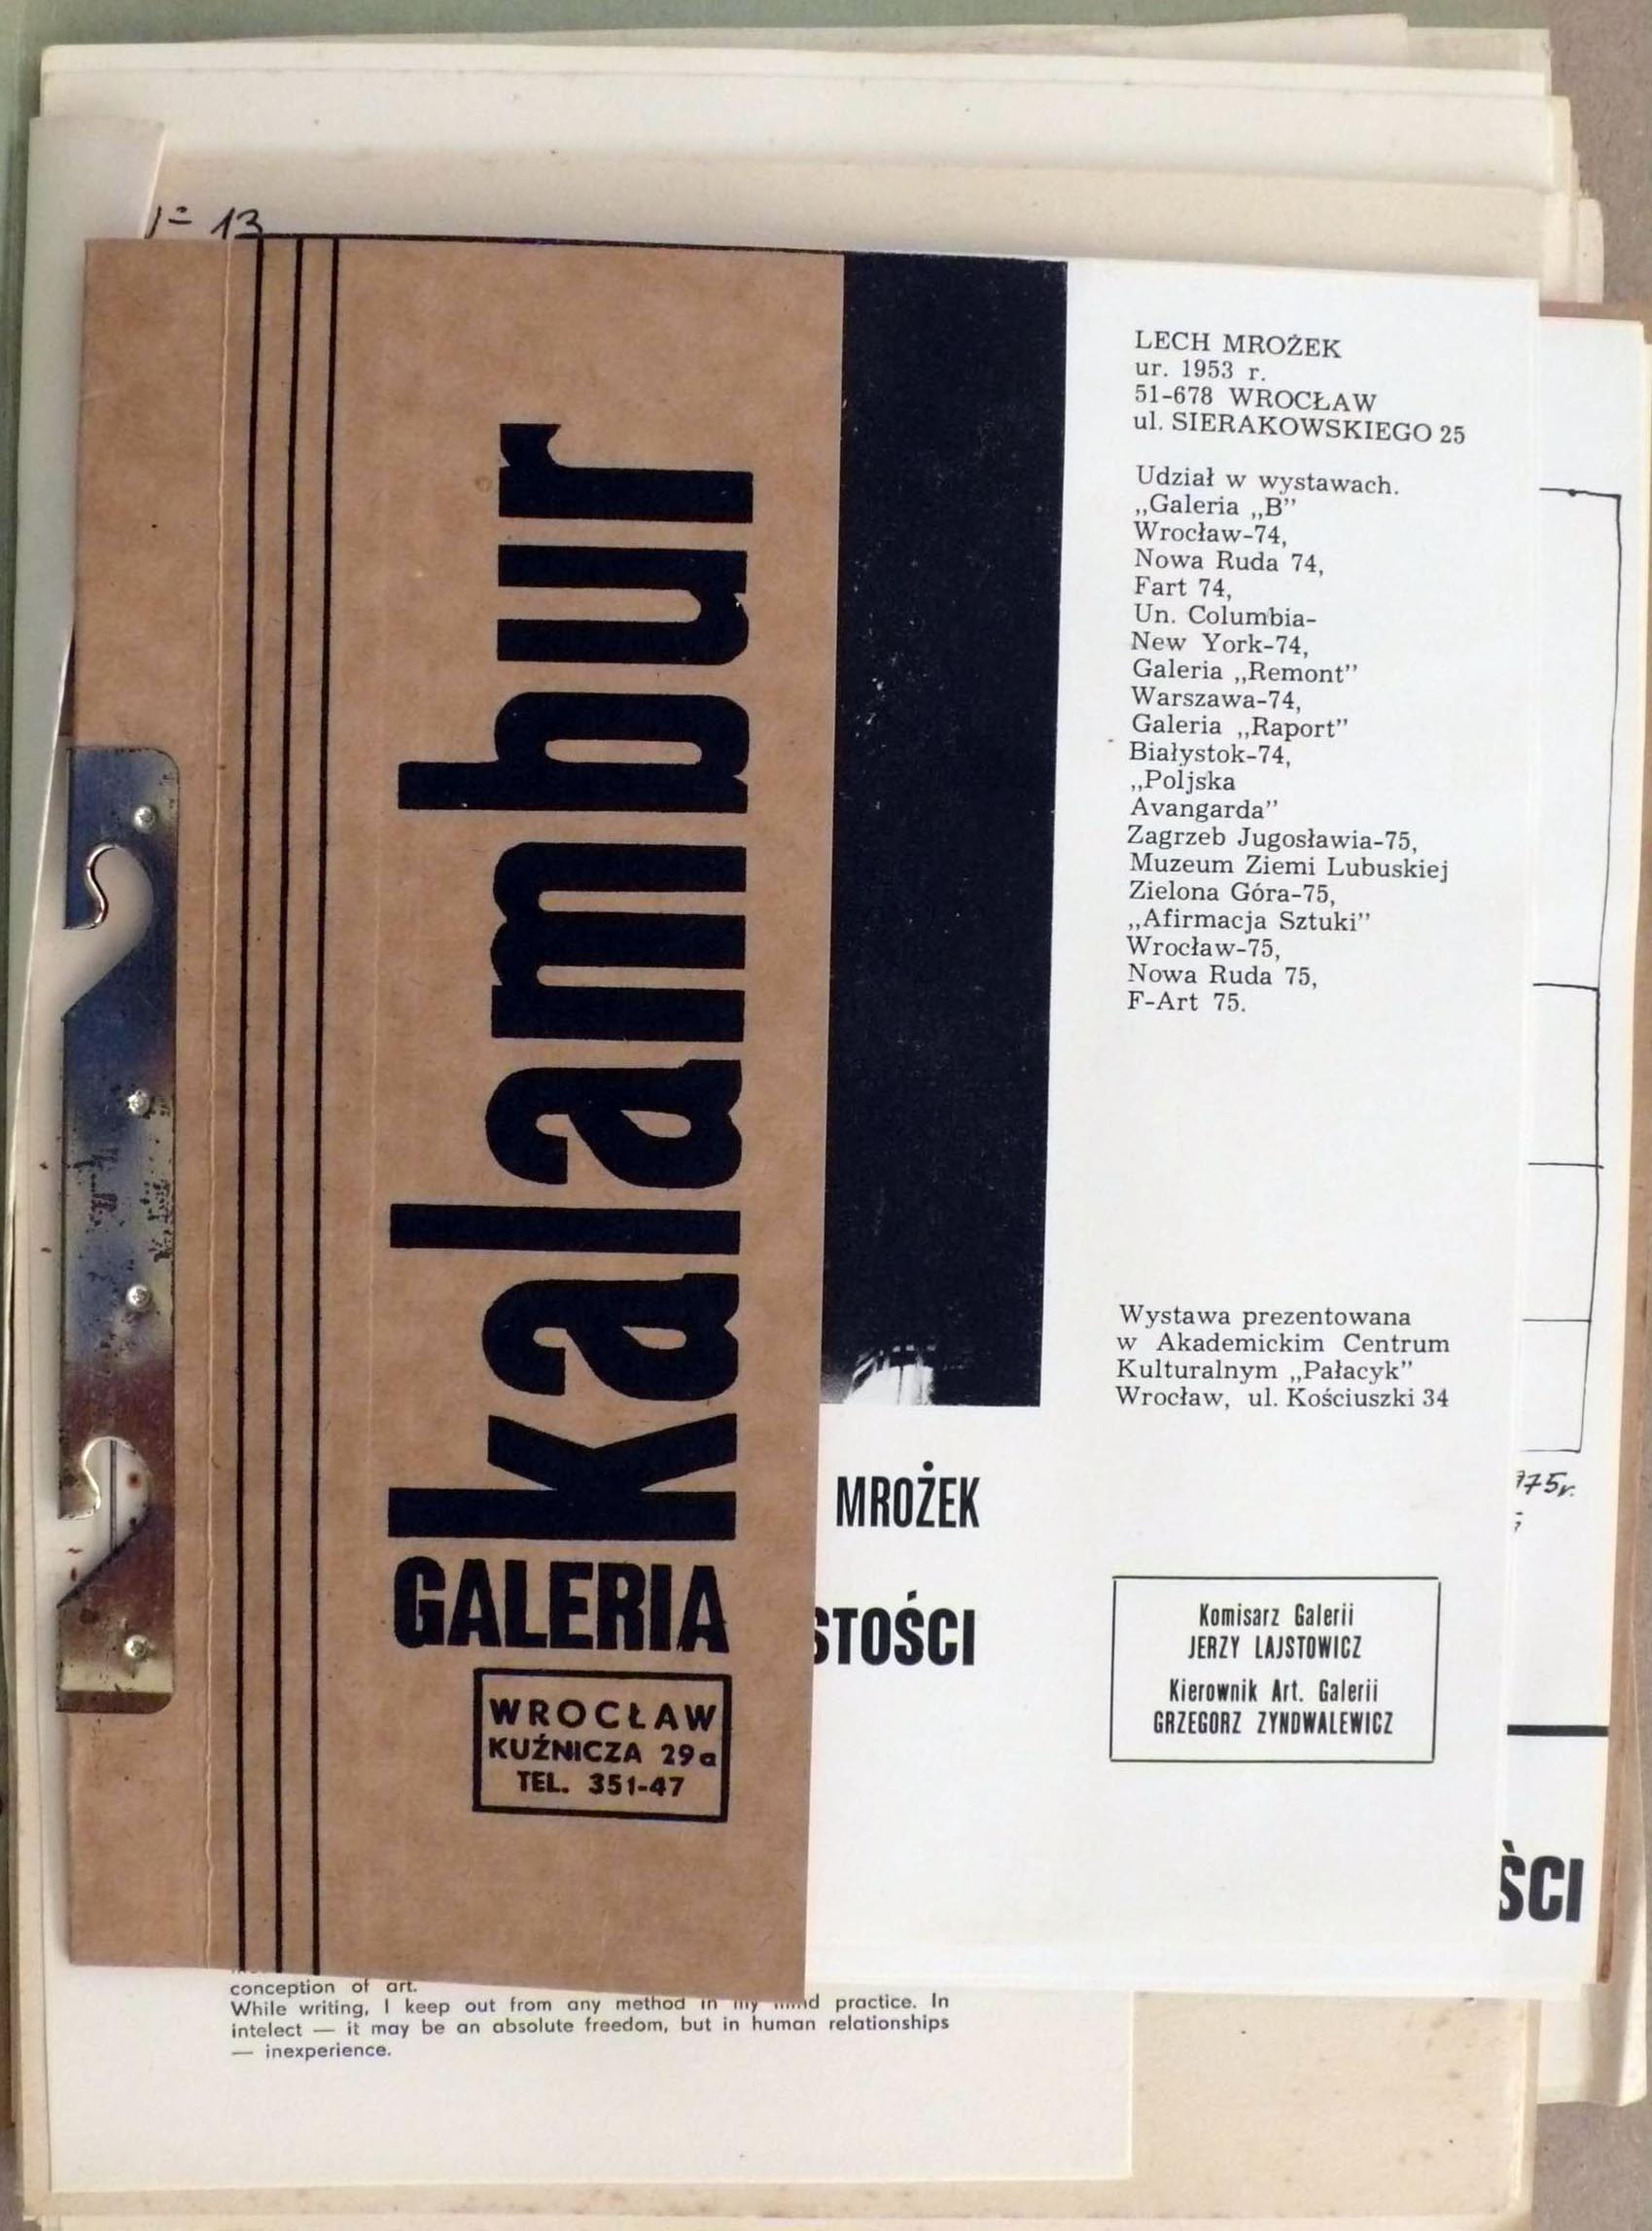 = 13
kalambur
GALERIA
WROCŁAW
KUŹNICZA 29a
TEL. 351-47
LECH MROŻEK
ur. 1953 r.
51-678 WROCŁAW
ul. SIERAKOWSKIEGO 25
Udział w wystawach.
„Galeria „B”
Wrocław-74,
Nowa Ruda 74,
Fart 74,
Un. Columbia-
New York-74,
Galeria „Remont”
Warszawa-74,
Galeria „Raport”
Białystok-74,
„Poljska
Avangarda”
Zagrzeb Jugosławia-75,
Muzeum Ziemi Lubuskiej
Zielona Góra-75,
„Afirmacja Sztuki”
Wrocław-75,
Nowa Ruda 75,
F-Art 75.
Wystawa prezentowana
w Akademickim Centrum
Kulturalnym „Pałacyk”
Wrocław, ul. Kościuszki 34
MROŻEK
STOŚCI
Komisarz Galerii
JERZY LAJSTOWICZ
Kierownik Art. Galerii
GRZEGORZ ZYNDWALEWICZ
975r.
ŚCI
conception of art.
While writing, I keep out from any method in my practice. In
intelect — it may be an absolute freedom, but in human relationships
— inexperience.